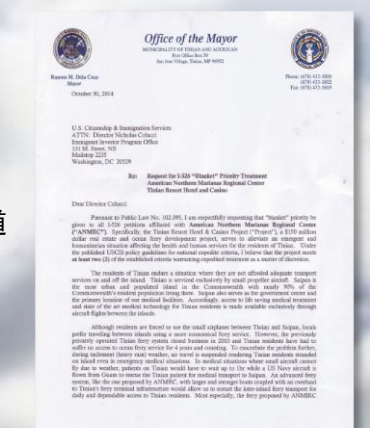 Office of the Mayor
MUNICIPALITY OF TINIAN AND AGUIGUAN
Post Office Box 59
San Jose Village, Tinian, MP 96952
Ramon M. Dela Cruz
Mayor
October 30, 2014
U.S. Citizenship & Immigration Services
ATTN: Director Nicholas Colucci
Immigrant Investor Program Office
131 M. Street, NE
Mailstop 2235
Washington, DC 20529
Re: Request for I-526 "Blanket" Priority Treatment
American Northern Marianas Regional Center
Tinian Resort Hotel and Casino
Dear Director Colucci:
Pursuant to Public Law No. 102-395, I am respectfully requesting that "blanket" priority be
given to all I-526 petitions affiliated with American Northern Marianas Regional Center
("ANMRC"). Specifically, the Tinian Resort Hotel & Casino Project ("Project"), a $150 million
dollar real estate and ocean ferry development project, serves to alleviate an emergent and
humanitarian situation affecting the health and human services for the residents of Tinian. Under
the published USCIS policy guidelines for national expedite criteria, I believe that the project meets
at least two (2) of the established criteria warranting expedited treatment as a matter of discretion.
The residents of Tinian endure a situation where they are not afforded adequate transport
services on and off the island. Tinian is serviced exclusively by small propeller aircraft. Saipan is
the most urban and populated island in the Commonwealth with nearly 90% of the
Commonwealth's resident population living there. Saipan also serves as the government center and
the primary location of our medical facilities. Accordingly, access to life saving medical treatment
and state of the art medical technology for Tinian residents is made available exclusively through
aircraft flights between the islands.
Although residents are forced to use the small airplanes between Tinian and Saipan, locals
prefer traveling between islands using a more economical ferry service. However, the previously
privately operated Tinian ferry system closed business in 2010 and Tinian residents have had to
suffer no access to ocean ferry service for 4 years and counting. To exacerbate the problem further,
during inclement (heavy rain) weather, air travel is suspended rendering Tinian residents stranded
on island even in emergency medical situations. In medical situations where small aircraft cannot
fly due to weather, patients on Tinian would have to wait up to 1hr while a US Navy aircraft is
flown from Guam to rescue the Tinian patient for medical transport to Saipan. An advanced ferry
system, like the one proposed by ANMRC, with larger and stronger boats coupled with an overhaul
to Tinian's ferry terminal infrastructure would allow us to restart the inter-island ferry transport for
daily and dependable access to Tinian residents. Most especially, the ferry proposed by ANMRC